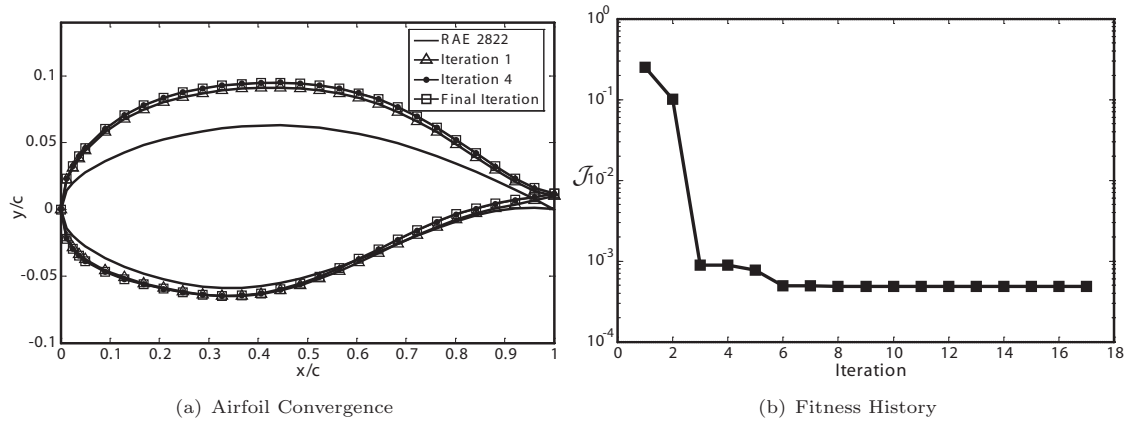 RAE 2822
Iteration 1
Iteration 4
Final Iteration
0.1
0.05
0
-0.05
-0.1
y/c
0 0.1 0.2 0.3 0.4 0.5 0.6 0.7 0.8 0.9 1
x/c
(a) Airfoil Convergence
10^0
10^-1
10^-2
10^-3
10^-4
𝒥
0 2 4 6 8 10 12 14 16 18
Iteration
(b) Fitness History